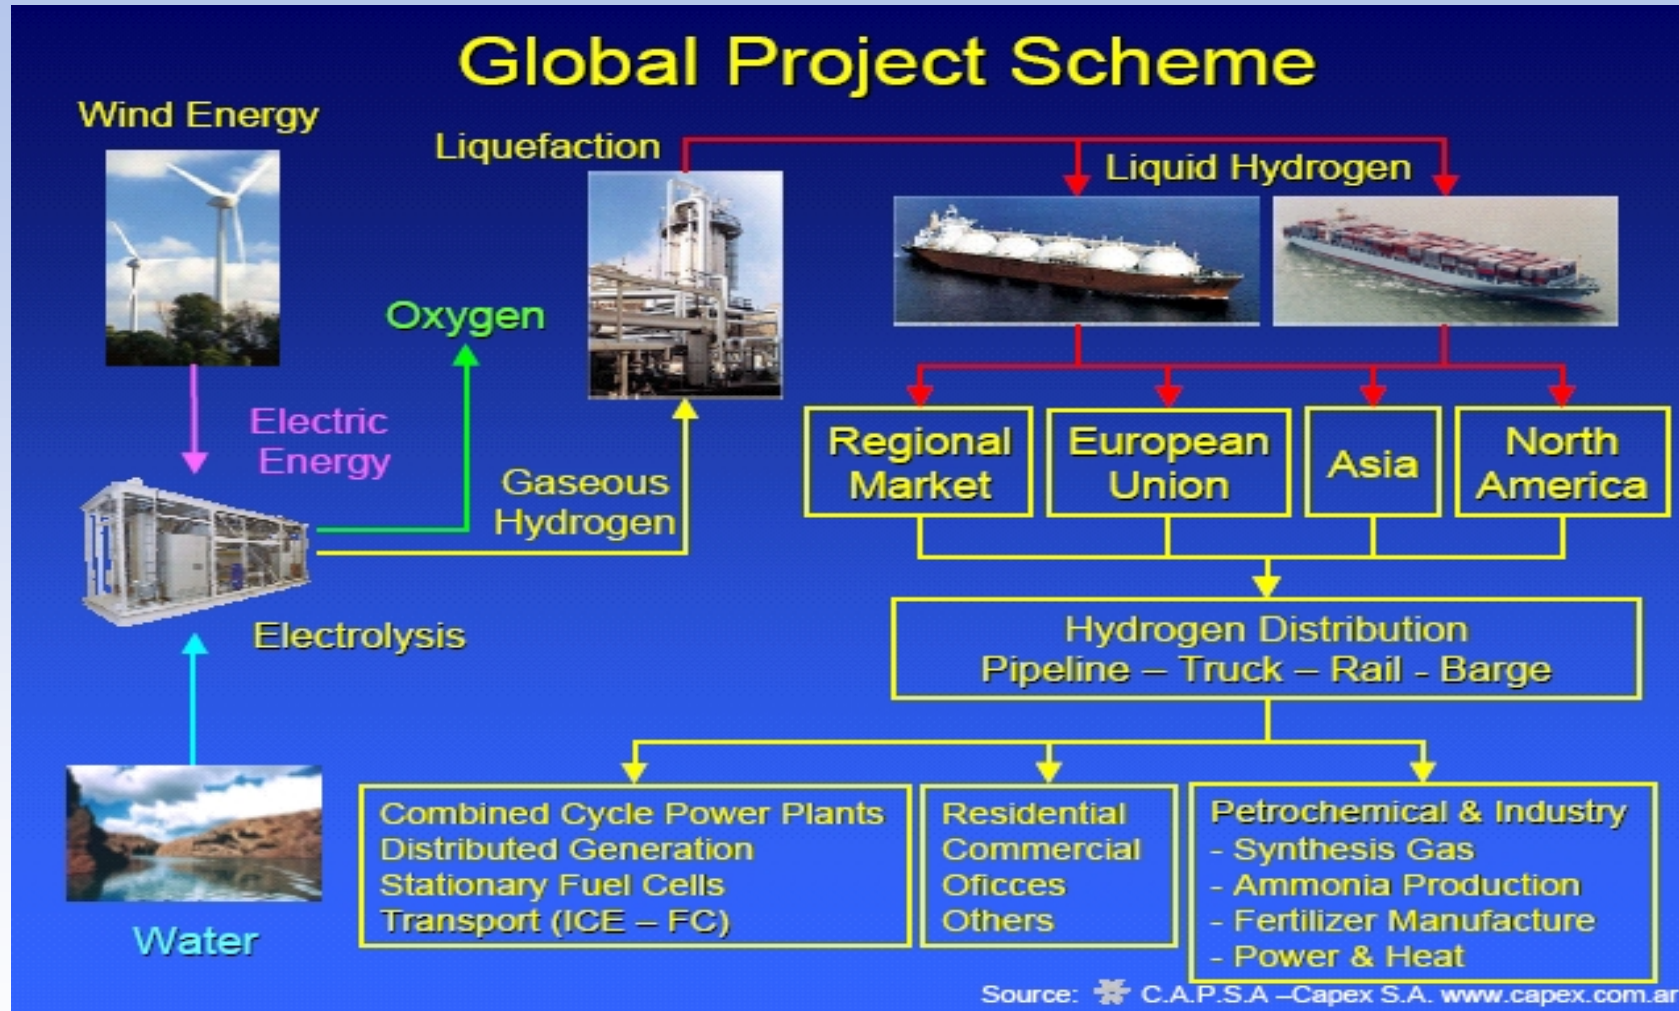 Global Project Scheme
Wind Energy
Liquefaction
Liquid Hydrogen
Oxygen
Electric
Energy
Gaseous
Hydrogen
Electrolysis
Water
Regional
Market
European
Union
Asia
North
America
Hydrogen Distribution
Pipeline – Truck – Rail - Barge
Combined Cycle Power Plants
Distributed Generation
Stationary Fuel Cells
Transport (ICE – FC)
Residential
Commercial
Oficces
Others
Petrochemical & Industry
- Synthesis Gas
- Ammonia Production
- Fertilizer Manufacture
- Power & Heat
Source: C.A.P.S.A –Capex S.A. www.capex.com.ar